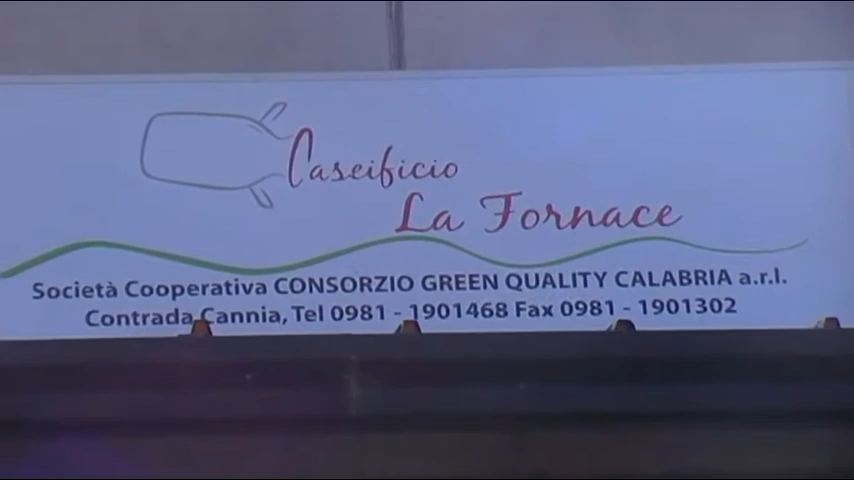 Caseificio
La Fornace
Società Cooperativa CONSORZIO GREEN QUALITY CALABRIA a.r.l.
Contrada Cannia, Tel 0981 - 1901468 Fax 0981 - 1901302